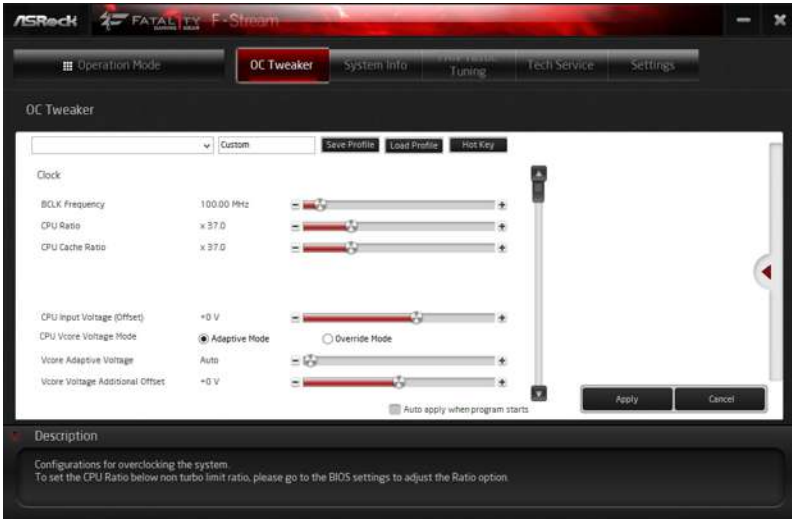 ASRock FATAL1TY F-Stream
Operation Mode OC Tweaker System Info Tuning Tech Service Settings
OC Tweaker
Custom Save Profile Load Profile Hot Key
Clock
BCLK Frequency 100.00 MHz
CPU Ratio x 37.0
CPU Cache Ratio x 37.0
CPU Input Voltage (Offset) +0 V
CPU Vcore Voltage Mode Adaptive Mode Override Mode
Vcore Adaptive Voltage Auto
Vcore Voltage Additional Offset +0 V
Auto apply when program starts
Apply Cancel
Description
Configurations for overclocking the system.
To set the CPU Ratio below non turbo limit ratio, please go to the BIOS settings to adjust the Ratio option.